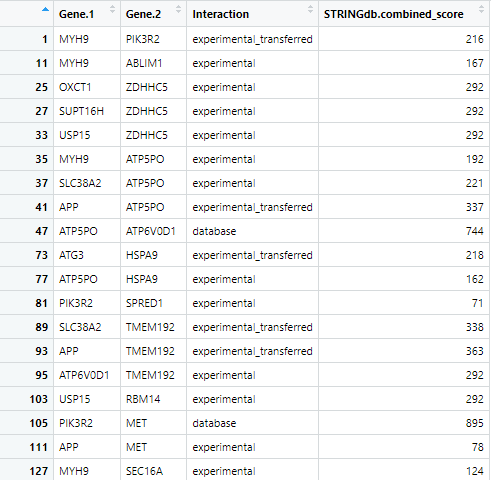 Gene.1 Gene.2 Interaction STRINGdb.combined_score
1 MYH9 PIK3R2 experimental_transferred 216
11 MYH9 ABLIM1 experimental 167
25 OXCT1 ZDHHC5 experimental 292
27 SUPT16H ZDHHC5 experimental 292
33 USP15 ZDHHC5 experimental 292
35 MYH9 ATP5PO experimental 192
37 SLC38A2 ATP5PO experimental 221
41 APP ATP5PO experimental_transferred 337
47 ATP5PO ATP6V0D1 database 744
73 ATG3 HSPA9 experimental_transferred 218
77 ATP5PO HSPA9 experimental 162
81 PIK3R2 SPRED1 experimental 71
89 SLC38A2 TMEM192 experimental_transferred 338
93 APP TMEM192 experimental_transferred 363
95 ATP6V0D1 TMEM192 experimental 292
103 USP15 RBM14 experimental 292
105 PIK3R2 MET database 895
111 APP MET experimental 78
127 MYH9 SEC16A experimental 124